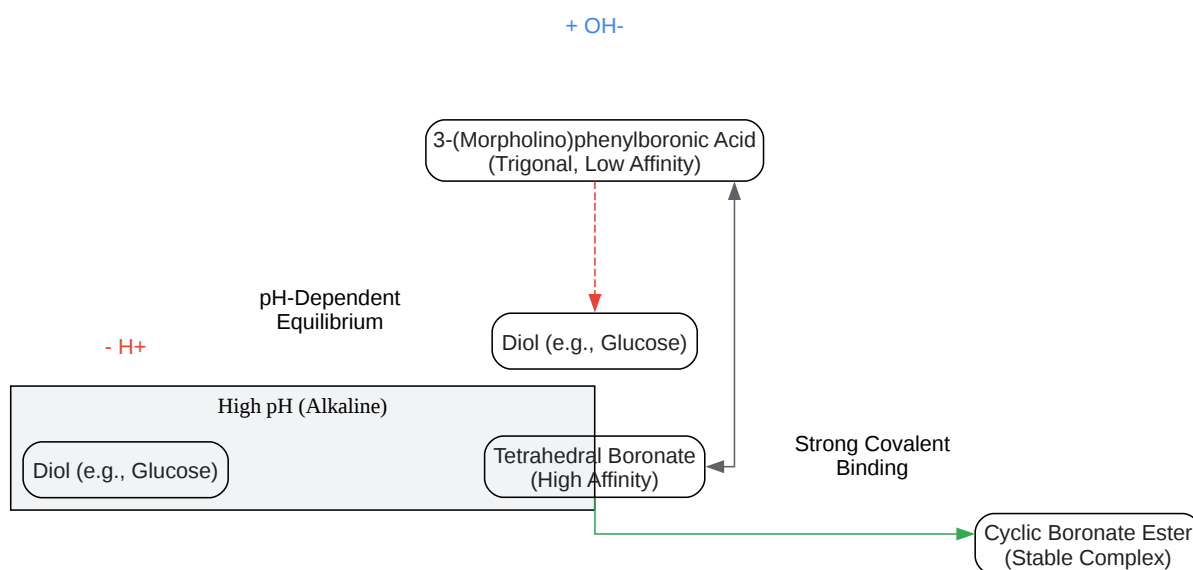 + OH-
3-(Morpholino)phenylboronic Acid
(Trigonal, Low Affinity)
pH-Dependent
Equilibrium
Diol (e.g., Glucose)
- H+
High pH (Alkaline)
Diol (e.g., Glucose)
Tetrahedral Boronate
(High Affinity)
Strong Covalent
Binding
Cyclic Boronate Ester
(Stable Complex)